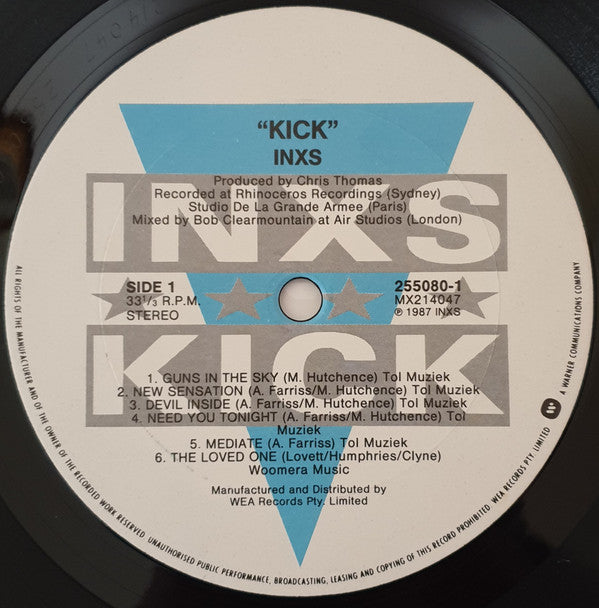 "KICK"
INXS
INXS
Produced by Chris Thomas
Recorded at Rhinoceros Recordings (Sydney)
Studio De La Grande Armee (Paris)
Mixed by Bob Clearmountain at Air Studios (London)
SIDE 1
33⅓ R.P.M.
STEREO
255080-1
MX214047
℗ 1987 INXS
KICK
1. GUNS IN THE SKY (M. Hutchence) Tol Muziek
2. NEW SENSATION (A. Farriss/M. Hutchence) Tol Muziek
3. DEVIL INSIDE (A. Farriss/M. Hutchence) Tol Muziek
4. NEED YOU TONIGHT (A. Farriss/M. Hutchence) Tol
Muziek
5. MEDIATE (A. Farriss) Tol Muziek
6. THE LOVED ONE (Lovett/Humphries/Clyne)
Woomera Music
Manufactured and Distributed by
WEA Records Pty. Limited
ALL RIGHTS OF THE MANUFACTURER AND OF THE OWNER OF THE RECORDED WORK RESERVED. UNAUTHORISED PUBLIC PERFORMANCE, BROADCASTING, LEASING AND COPYING OF THIS RECORD PROHIBITED. WEA RECORDS PTY. LIMITED
A WARNER COMMUNICATIONS COMPANY